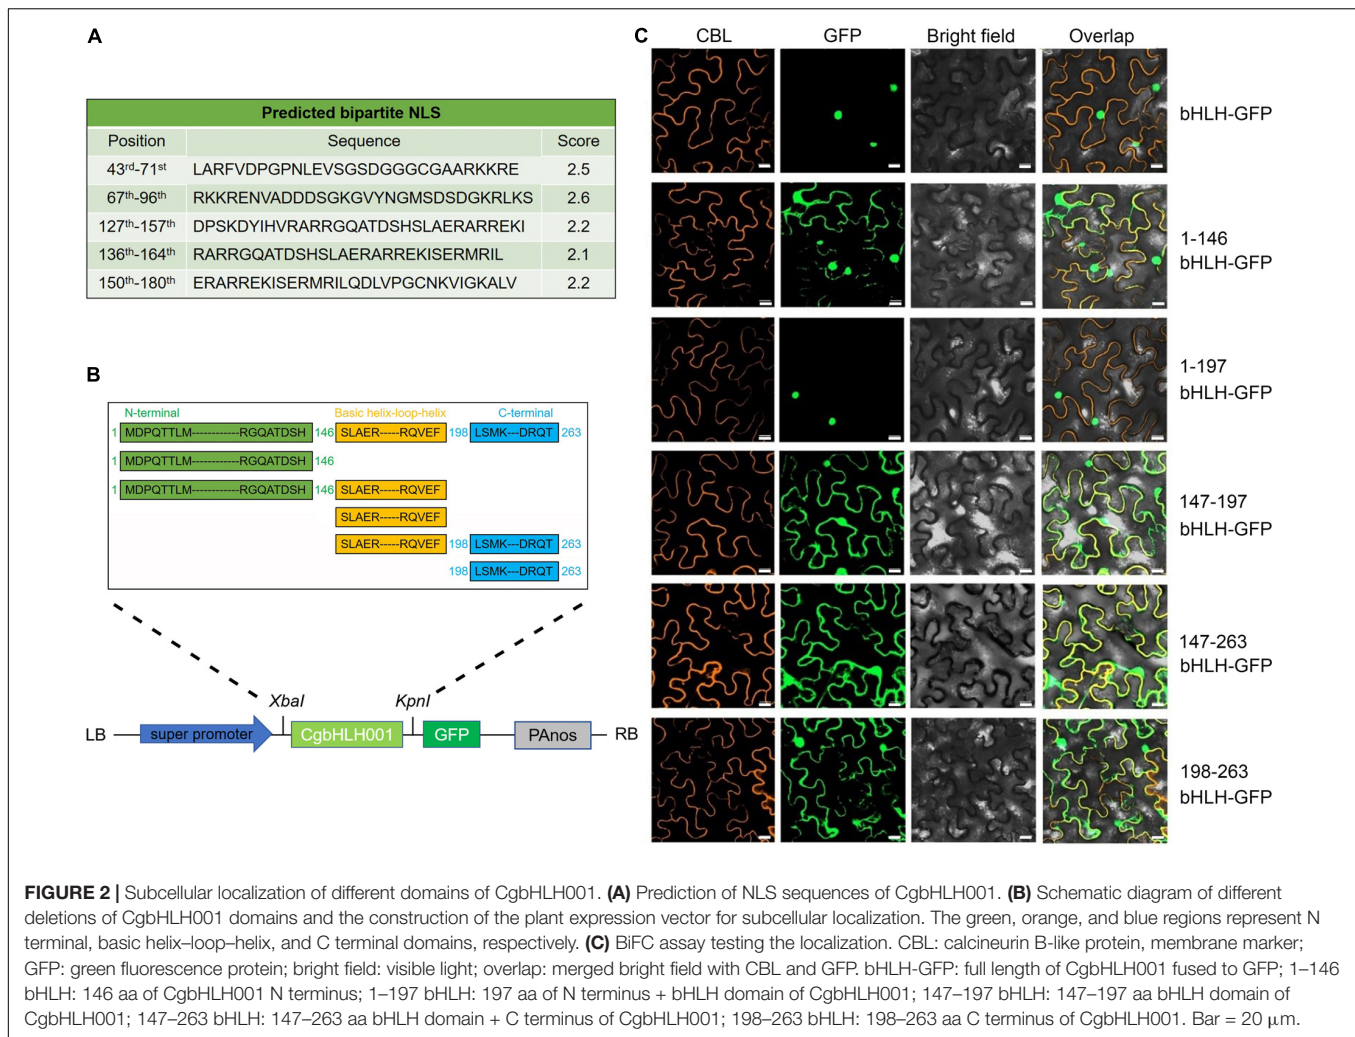 A
Predicted bipartite NLS
Position Sequence Score
43rd-71st LARFVDPGPNLEVSGSDGGGCGAARKKRE 2.5
67th-96th RKKRENVADDDSGKGVYNGMSDSDGKRLKS 2.6
127th-157th DPSKDYIHVRARRGQATDSHSLAERARREKI 2.2
136th-164th RARRGQATDSHSLAERARREKISERMRIL 2.1
150th-180th ERARREKISERMRILQDLVPGCNKVIGKALV 2.2
B
N-terminal Basic helix-loop-helix C-terminal
1 MDPQTTLM------------RGQATDSH 146 SLAER-----RQVEF 198 LSMK---DRQT 263
1 MDPQTTLM------------RGQATDSH 146
1 MDPQTTLM------------RGQATDSH 146 SLAER-----RQVEF
SLAER-----RQVEF
SLAER-----RQVEF 198 LSMK---DRQT 263
198 LSMK---DRQT 263
XbaI KpnI
LB super promoter CgbHLH001 GFP PAnos RB
C
CBL GFP Bright field Overlap
bHLH-GFP
1-146
bHLH-GFP
1-197
bHLH-GFP
147-197
bHLH-GFP
147-263
bHLH-GFP
198-263
bHLH-GFP
FIGURE 2 | Subcellular localization of different domains of CgbHLH001. (A) Prediction of NLS sequences of CgbHLH001. (B) Schematic diagram of different
deletions of CgbHLH001 domains and the construction of the plant expression vector for subcellular localization. The green, orange, and blue regions represent N
terminal, basic helix–loop–helix, and C terminal domains, respectively. (C) BiFC assay testing the localization. CBL: calcineurin B-like protein, membrane marker;
GFP: green fluorescence protein; bright field: visible light; overlap: merged bright field with CBL and GFP. bHLH-GFP: full length of CgbHLH001 fused to GFP; 1–146
bHLH: 146 aa of CgbHLH001 N terminus; 1–197 bHLH: 197 aa of N terminus + bHLH domain of CgbHLH001; 147–197 bHLH: 147–197 aa bHLH domain of
CgbHLH001; 147–263 bHLH: 147–263 aa bHLH domain + C terminus of CgbHLH001; 198–263 bHLH: 198–263 aa C terminus of CgbHLH001. Bar = 20 μm.